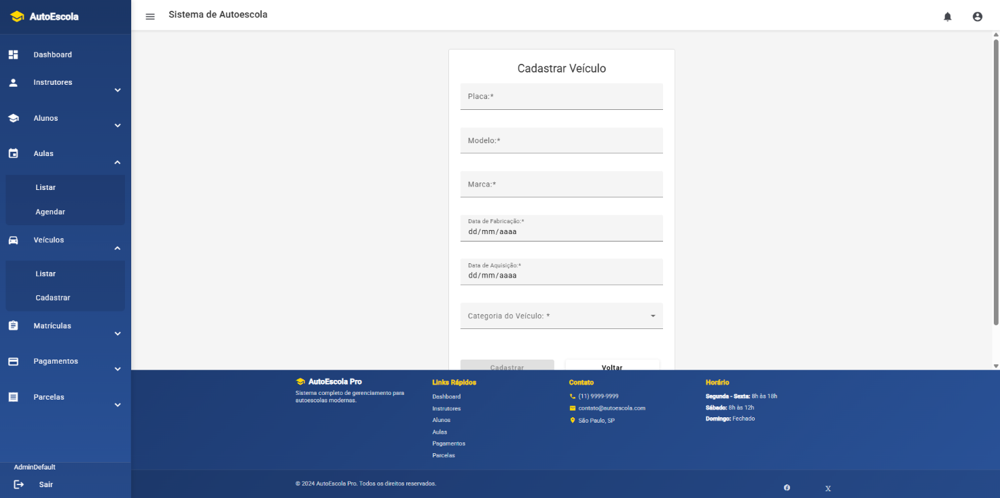 AutoEscola
Sistema de Autoescola
Dashboard
Instrutores
Alunos
Aulas
Listar
Agendar
Veículos
Listar
Cadastrar
Matrículas
Pagamentos
Parcelas
AdminDefault
Sair
Cadastrar Veículo
Placa:*
Modelo:*
Marca:*
Data de Fabricação:*
dd/mm/aaaa
Data de Aquisição:*
dd/mm/aaaa
Categoria do Veículo: *
Cadastrar
Voltar
AutoEscola Pro
Sistema completo de gerenciamento para
autoescolas modernas.
Links Rápidos
Dashboard
Instrutores
Alunos
Aulas
Pagamentos
Parcelas
Contato
(11) 9999-9999
contato@autoescola.com
São Paulo, SP
Horário
Segunda - Sexta: 8h às 18h
Sábado: 8h às 12h
Domingo: Fechado
© 2024 AutoEscola Pro. Todos os direitos reservados.
X